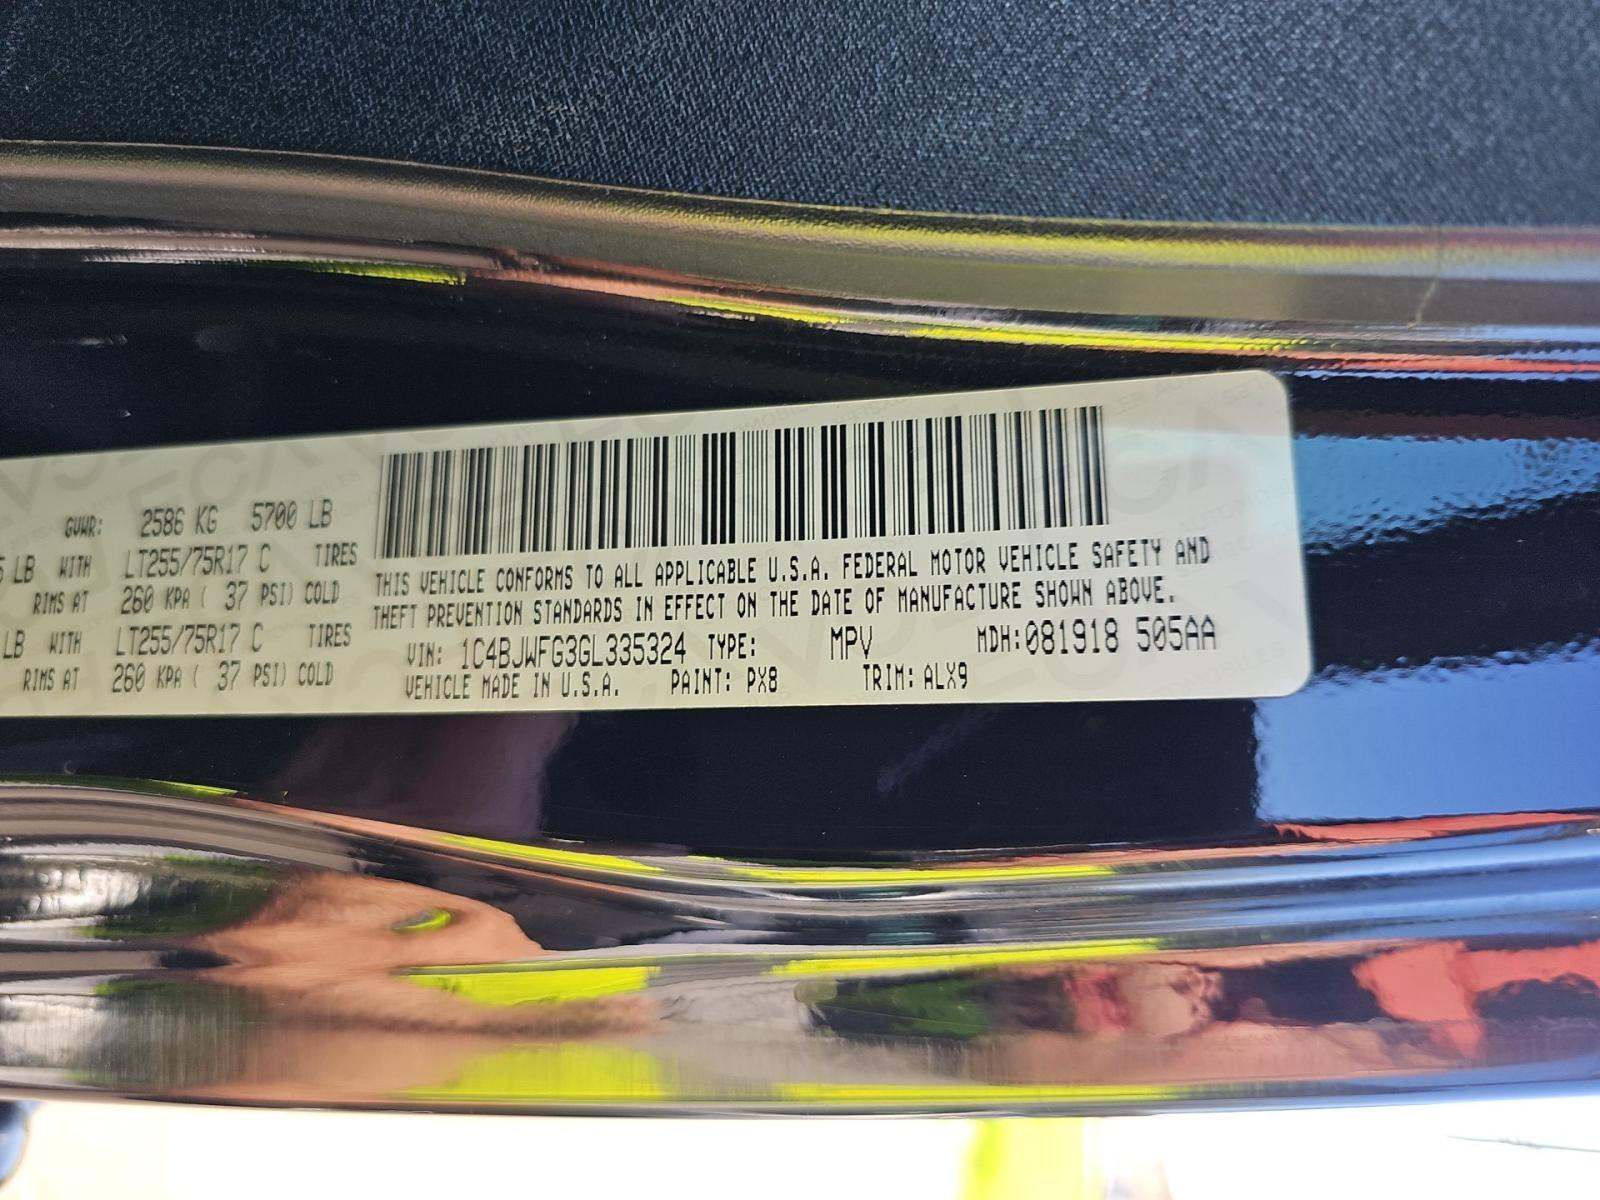 GVWR: 2586 KG 5700 LB
LB WITH LT255/75R17 C TIRES
RIMS AT 260 KPA ( 37 PSI) COLD
LB WITH LT255/75R17 C TIRES
RIMS AT 260 KPA ( 37 PSI) COLD
THIS VEHICLE CONFORMS TO ALL APPLICABLE U.S.A. FEDERAL MOTOR VEHICLE SAFETY AND
THEFT PREVENTION STANDARDS IN EFFECT ON THE DATE OF MANUFACTURE SHOWN ABOVE.
VIN: 1C4BJWFG3GL335324 TYPE: MPV MDH:081918 505AA
VEHICLE MADE IN U.S.A. PAINT: PX8 TRIM: ALX9